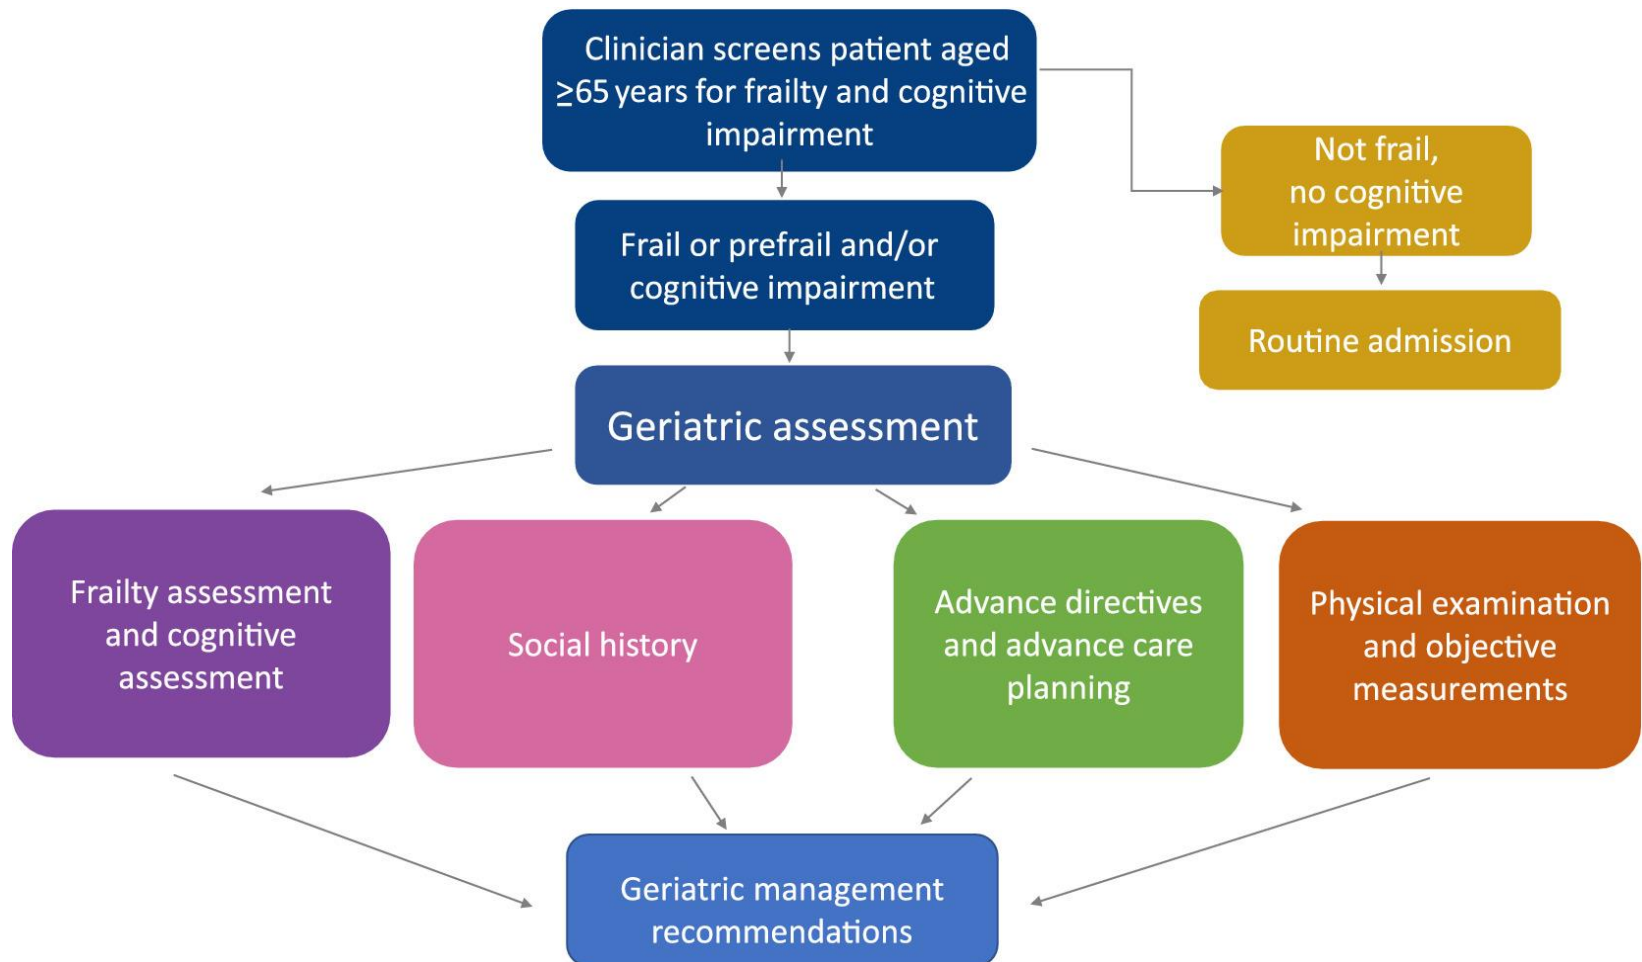 Clinician screens patient aged
≥65 years for frailty and cognitive
impairment
Not frail,
no cognitive
impairment
Frail or prefrail and/or
cognitive impairment
Routine admission
Geriatric assessment
Frailty assessment
and cognitive
assessment
Social history
Advance directives
and advance care
planning
Physical examination
and objective
measurements
Geriatric management
recommendations